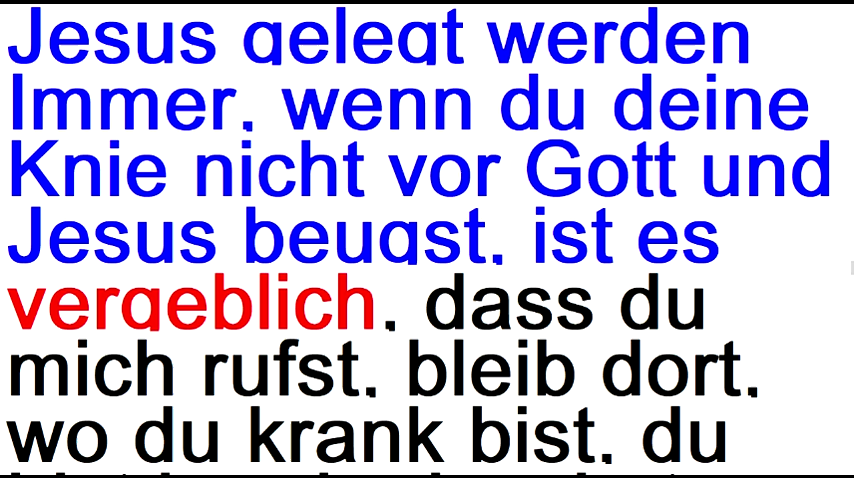 Jesus gelegt werden
Immer, wenn du deine
Knie nicht vor Gott und
Jesus beugst, ist es
vergeblich, dass du
mich rufst, bleib dort,
wo du krank bist, du